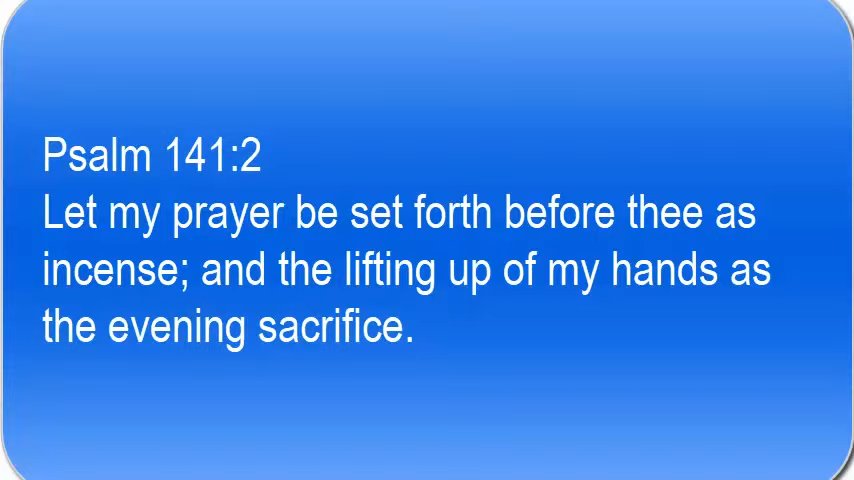 Psalm 141:2
Let my prayer be set forth before thee as
incense; and the lifting up of my hands as
the evening sacrifice.